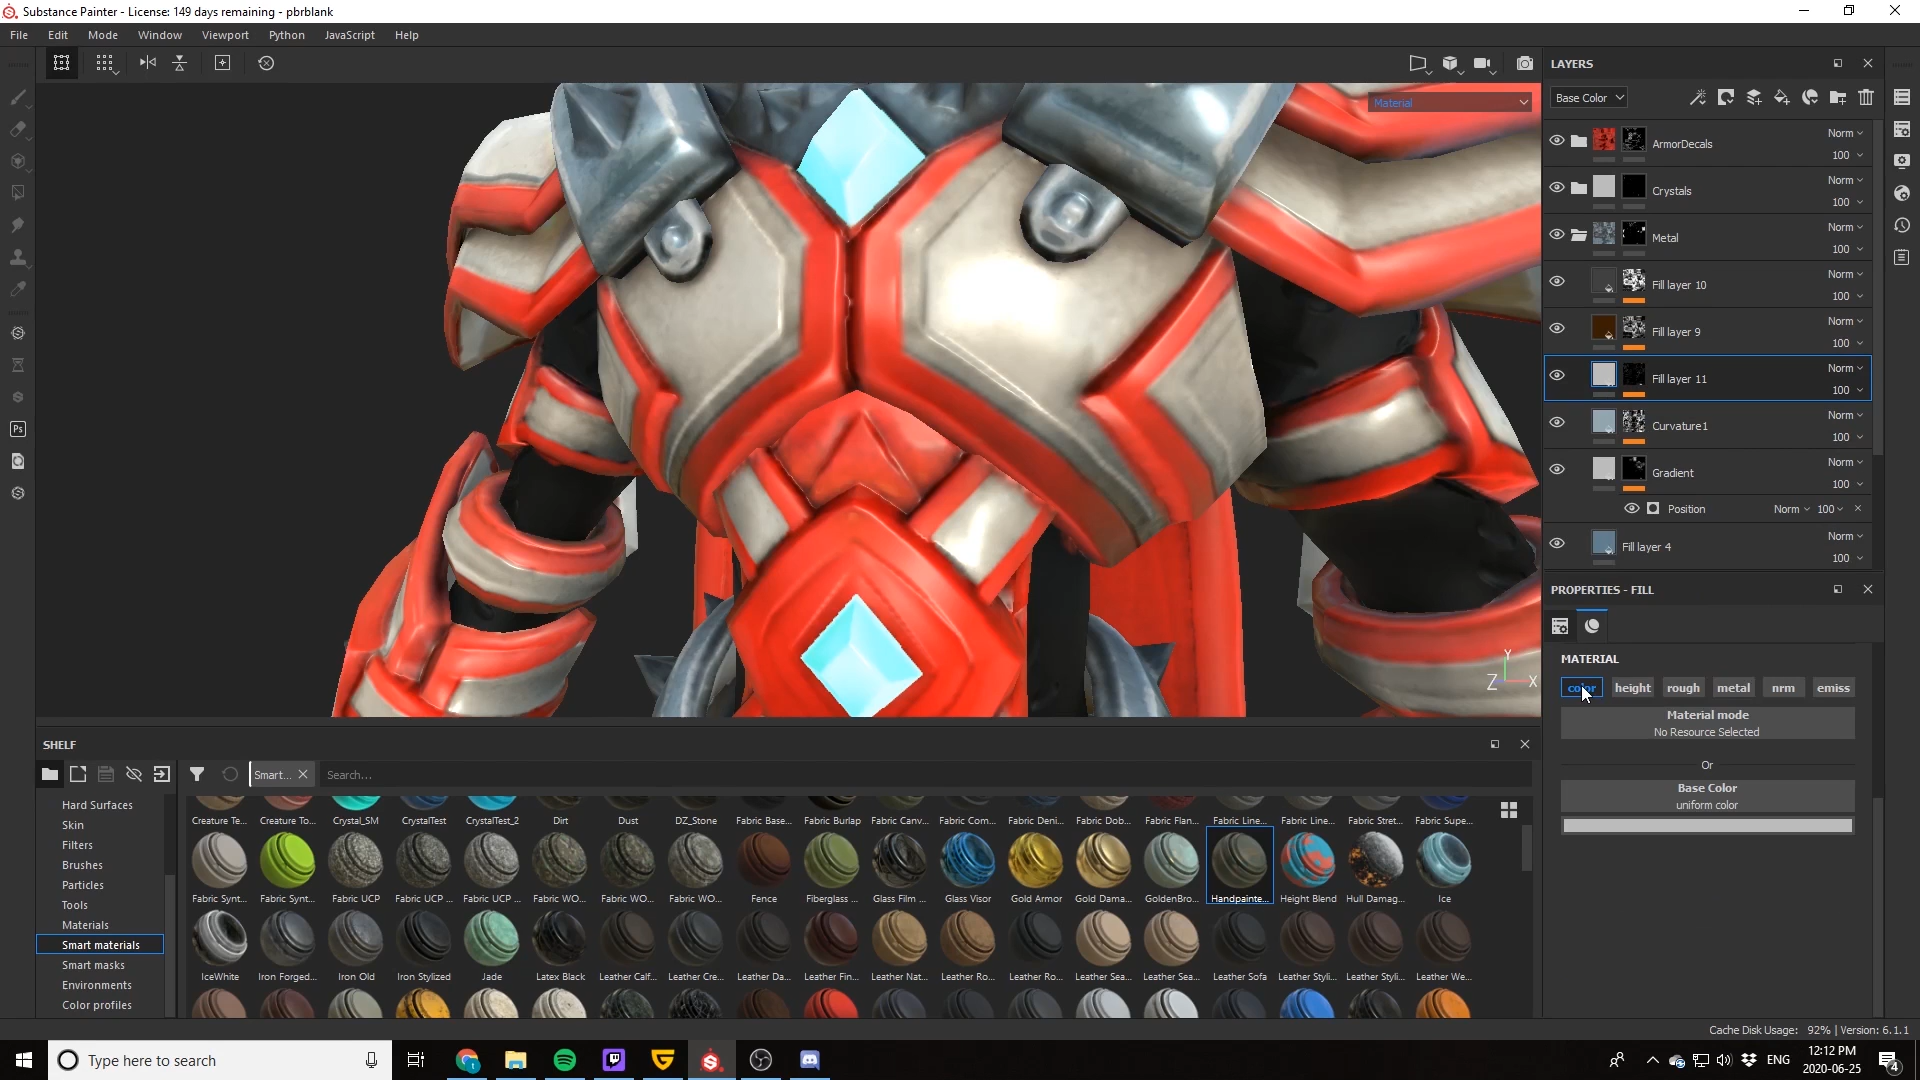 Substance Painter - License: 149 days remaining - pbrblank
File Edit Mode Window Viewport Python JavaScript Help
Material
LAYERS
Base Color
ArmorDecals Norm 100
Crystals Norm 100
Metal Norm 100
Fill layer 10 Norm 100
Fill layer 9 Norm 100
Fill layer 11 Norm 100
Curvature1 Norm 100
Gradient Norm 100
Position Norm 100
Fill layer 4 Norm 100
PROPERTIES - FILL
MATERIAL
color height rough metal nrm emiss
Material mode
No Resource Selected
Or
Base Color
uniform color
Y
Z X
SHELF
Smart... Search...
Hard Surfaces
Skin
Filters
Brushes
Particles
Tools
Materials
Smart materials
Smart masks
Environments
Color profiles
Creature Te... Creature To... Crystal_SM CrystalTest CrystalTest_2 Dirt Dust DZ_Stone Fabric Base... Fabric Burlap Fabric Canv... Fabric Com... Fabric Deni... Fabric Dob... Fabric Flan... Fabric Line... Fabric Line... Fabric Stret... Fabric Supe...
Fabric Synt... Fabric Synt... Fabric UCP Fabric UCP ... Fabric UCP ... Fabric WO... Fabric WO... Fabric WO... Fence Fiberglass ... Glass Film ... Glass Visor Gold Armor Gold Dama... GoldenBro... Handpainte... Height Blend Hull Damag... Ice
IceWhite Iron Forged... Iron Old Iron Stylized Jade Latex Black Leather Calf... Leather Cre... Leather Da... Leather Fin... Leather Nat... Leather Ro... Leather Ro... Leather Sea... Leather Sea... Leather Sofa Leather Styli... Leather Styli... Leather We...
Ps
Cache Disk Usage: 92% | Version: 6.1.1
Type here to search
ENG
12:12 PM
2020-06-25
4